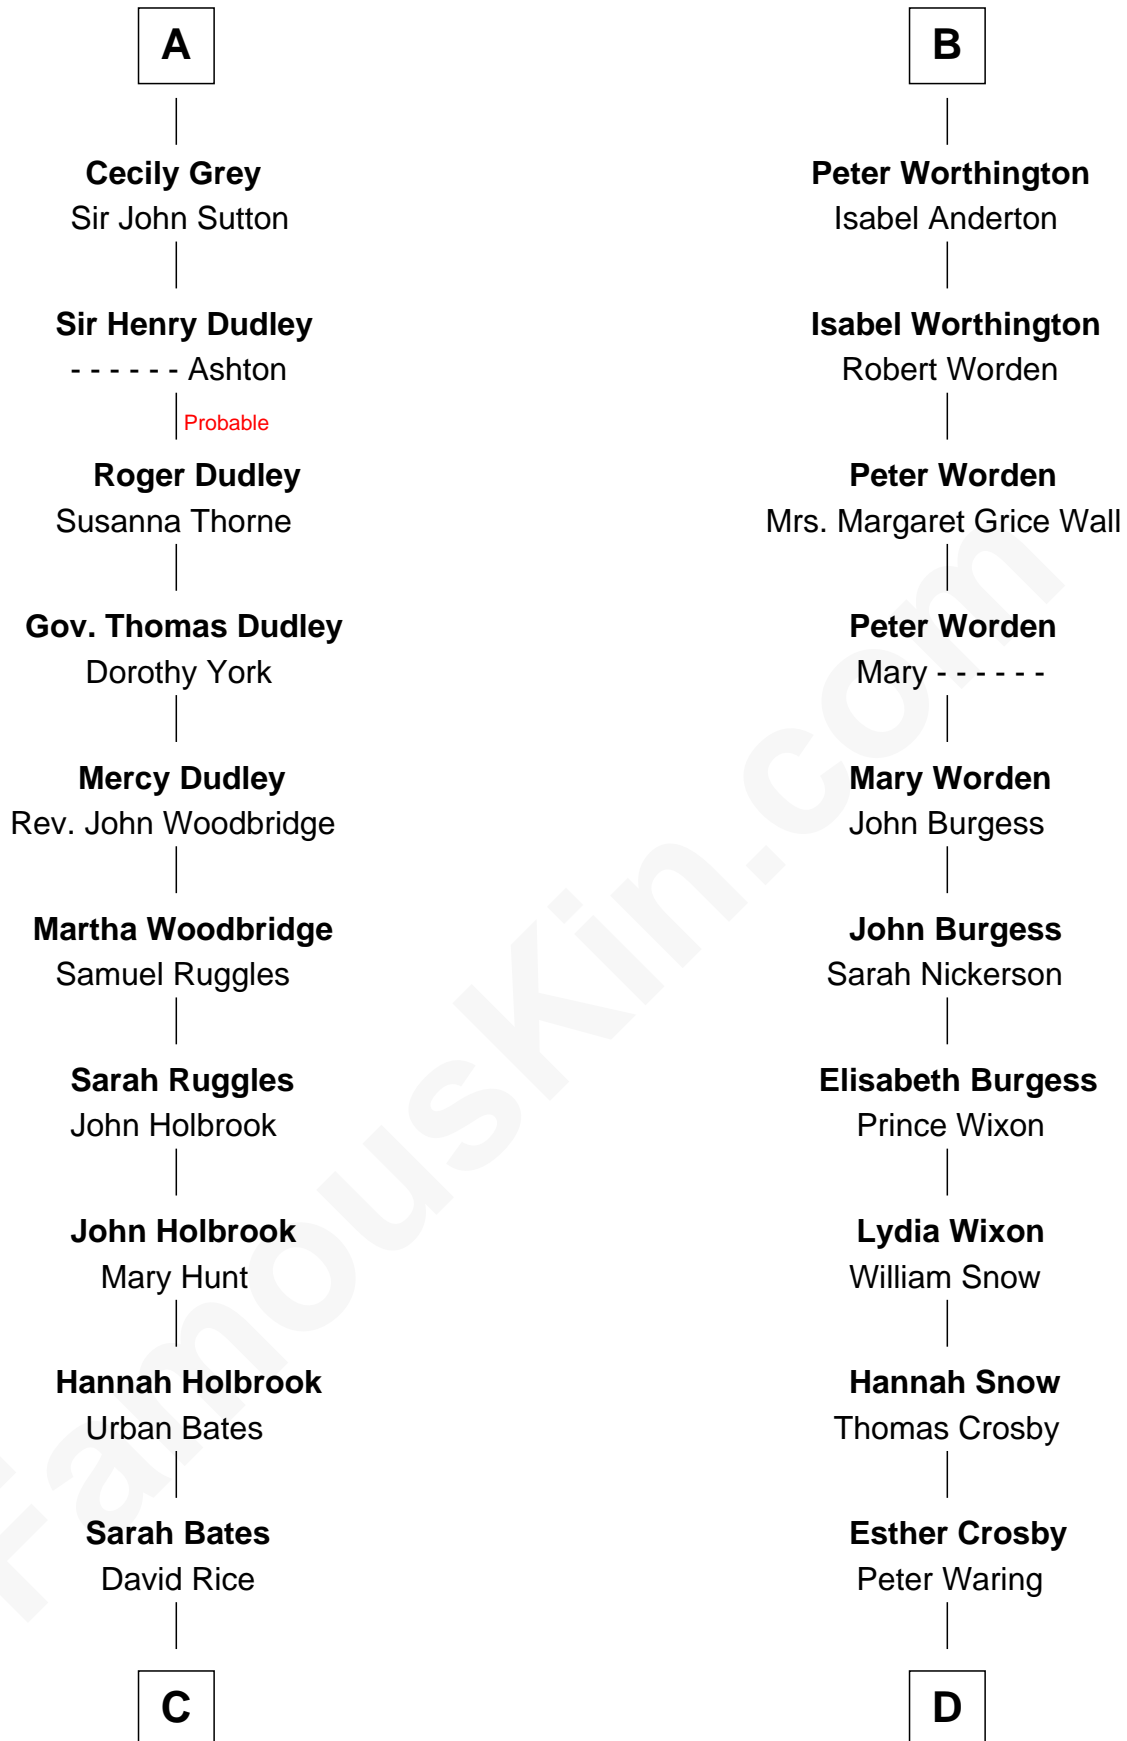 A
Cecily Grey
Sir John Sutton
Sir Henry Dudley
- - - - - - Ashton
Probable
Roger Dudley
Susanna Thorne
Gov. Thomas Dudley
Dorothy York
Mercy Dudley
Rev. John Woodbridge
Martha Woodbridge
Samuel Ruggles
Sarah Ruggles
John Holbrook
John Holbrook
Mary Hunt
Hannah Holbrook
Urban Bates
Sarah Bates
David Rice
C
B
Peter Worthington
Isabel Anderton
Isabel Worthington
Robert Worden
Peter Worden
Mrs. Margaret Grice Wall
Peter Worden
Mary - - - - - -
Mary Worden
John Burgess
John Burgess
Sarah Nickerson
Elisabeth Burgess
Prince Wixon
Lydia Wixon
William Snow
Hannah Snow
Thomas Crosby
Esther Crosby
Peter Waring
D
FamousKin.com